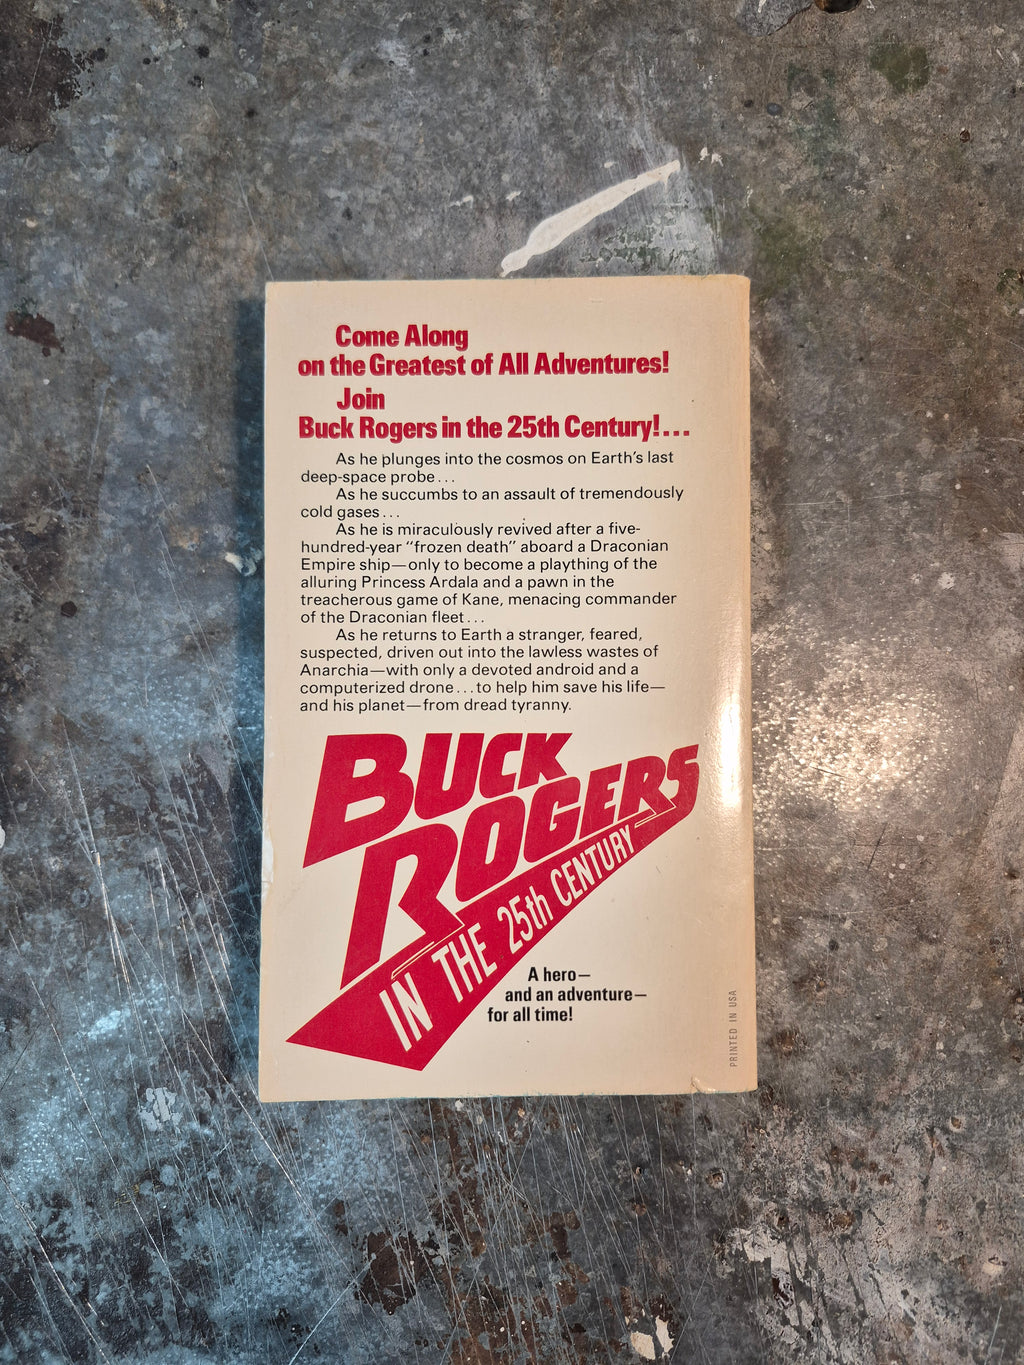 Come Along
on the Greatest of All Adventures!
Join
Buck Rogers in the 25th Century!...
As he plunges into the cosmos on Earth's last
deep-space probe...
As he succumbs to an assault of tremendously
cold gases...
As he is miraculously revived after a five-
hundred-year "frozen death" aboard a Draconian
Empire ship—only to become a plaything of the
alluring Princess Ardala and a pawn in the
treacherous game of Kane, menacing commander
of the Draconian fleet...
As he returns to Earth a stranger, feared,
suspected, driven out into the lawless wastes of
Anarchia—with only a devoted android and a
computerized drone...to help him save his life—
and his planet—from dread tyranny.
BUCK
ROGERS
IN THE 25th CENTURY
A hero—
and an adventure—
for all time!
PRINTED IN USA